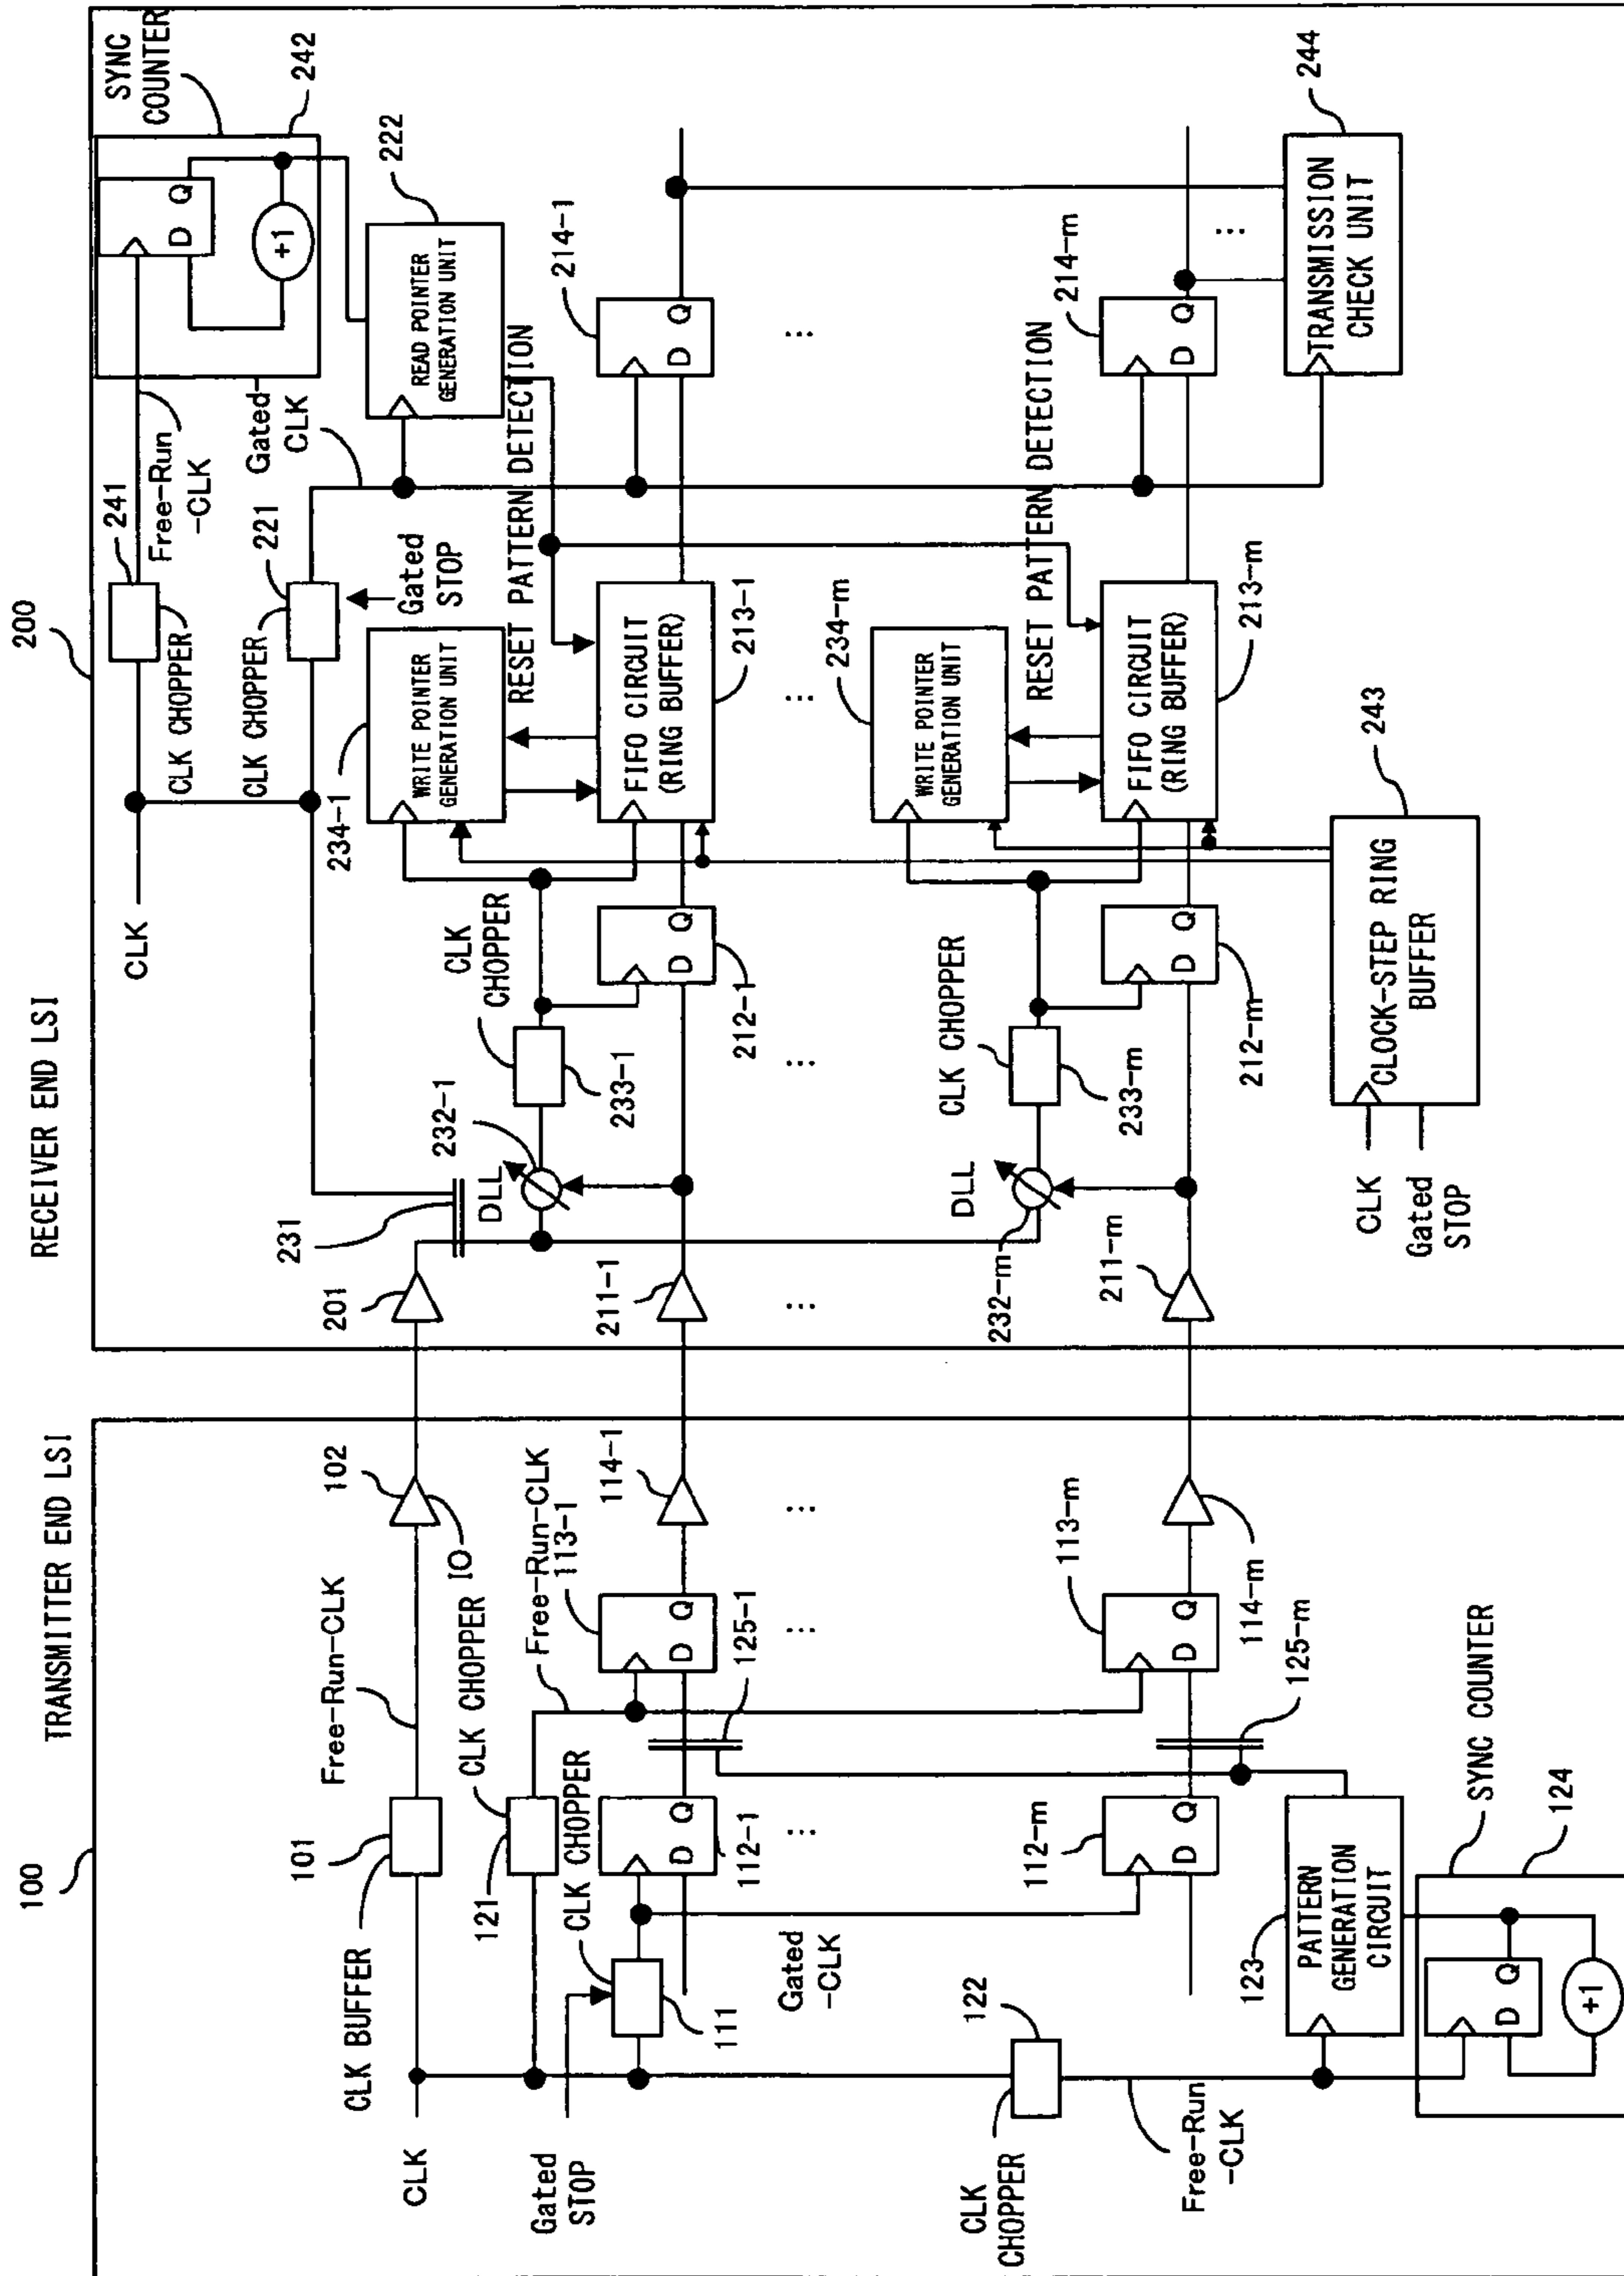 TRANSMITTER END LSI
100
CLK BUFFER
101
Free-Run-CLK
102
CLK
CLK CHOPPER IO
121
Free-Run-CLK
Gated
STOP
CLK CHOPPER
111
113-1
114-1
D Q
D Q
112-1
125-1
Gated
-CLK
...
...
...
CLK
CHOPPER
122
112-m
113-m
D Q
D Q
114-m
125-m
Free-Run
-CLK
123
PATTERN
GENERATION
CIRCUIT
SYNC COUNTER
124
D Q
+1
RECEIVER END LSI
200
CLK
241
CLK CHOPPER
Free-Run
-CLK
SYNC
COUNTER
242
D Q
+1
CLK CHOPPER
221
Gated
STOP
Gated
CLK
222
READ POINTER
GENERATION UNIT
201
231
232-1
DLL
CLK
CHOPPER
233-1
234-1
WRITE POINTER
GENERATION UNIT
RESET PATTERN DETECTION
211-1
D Q
212-1
FIFO CIRCUIT
(RING BUFFER)
213-1
214-1
D Q
...
...
...
...
DLL
232-m
CLK CHOPPER
233-m
234-m
WRITE POINTER
GENERATION UNIT
RESET PATTERN DETECTION
211-m
D Q
212-m
FIFO CIRCUIT
(RING BUFFER)
213-m
214-m
D Q
...
CLK
Gated
STOP
CLOCK-STEP RING
BUFFER
243
TRANSMISSION
CHECK UNIT
244